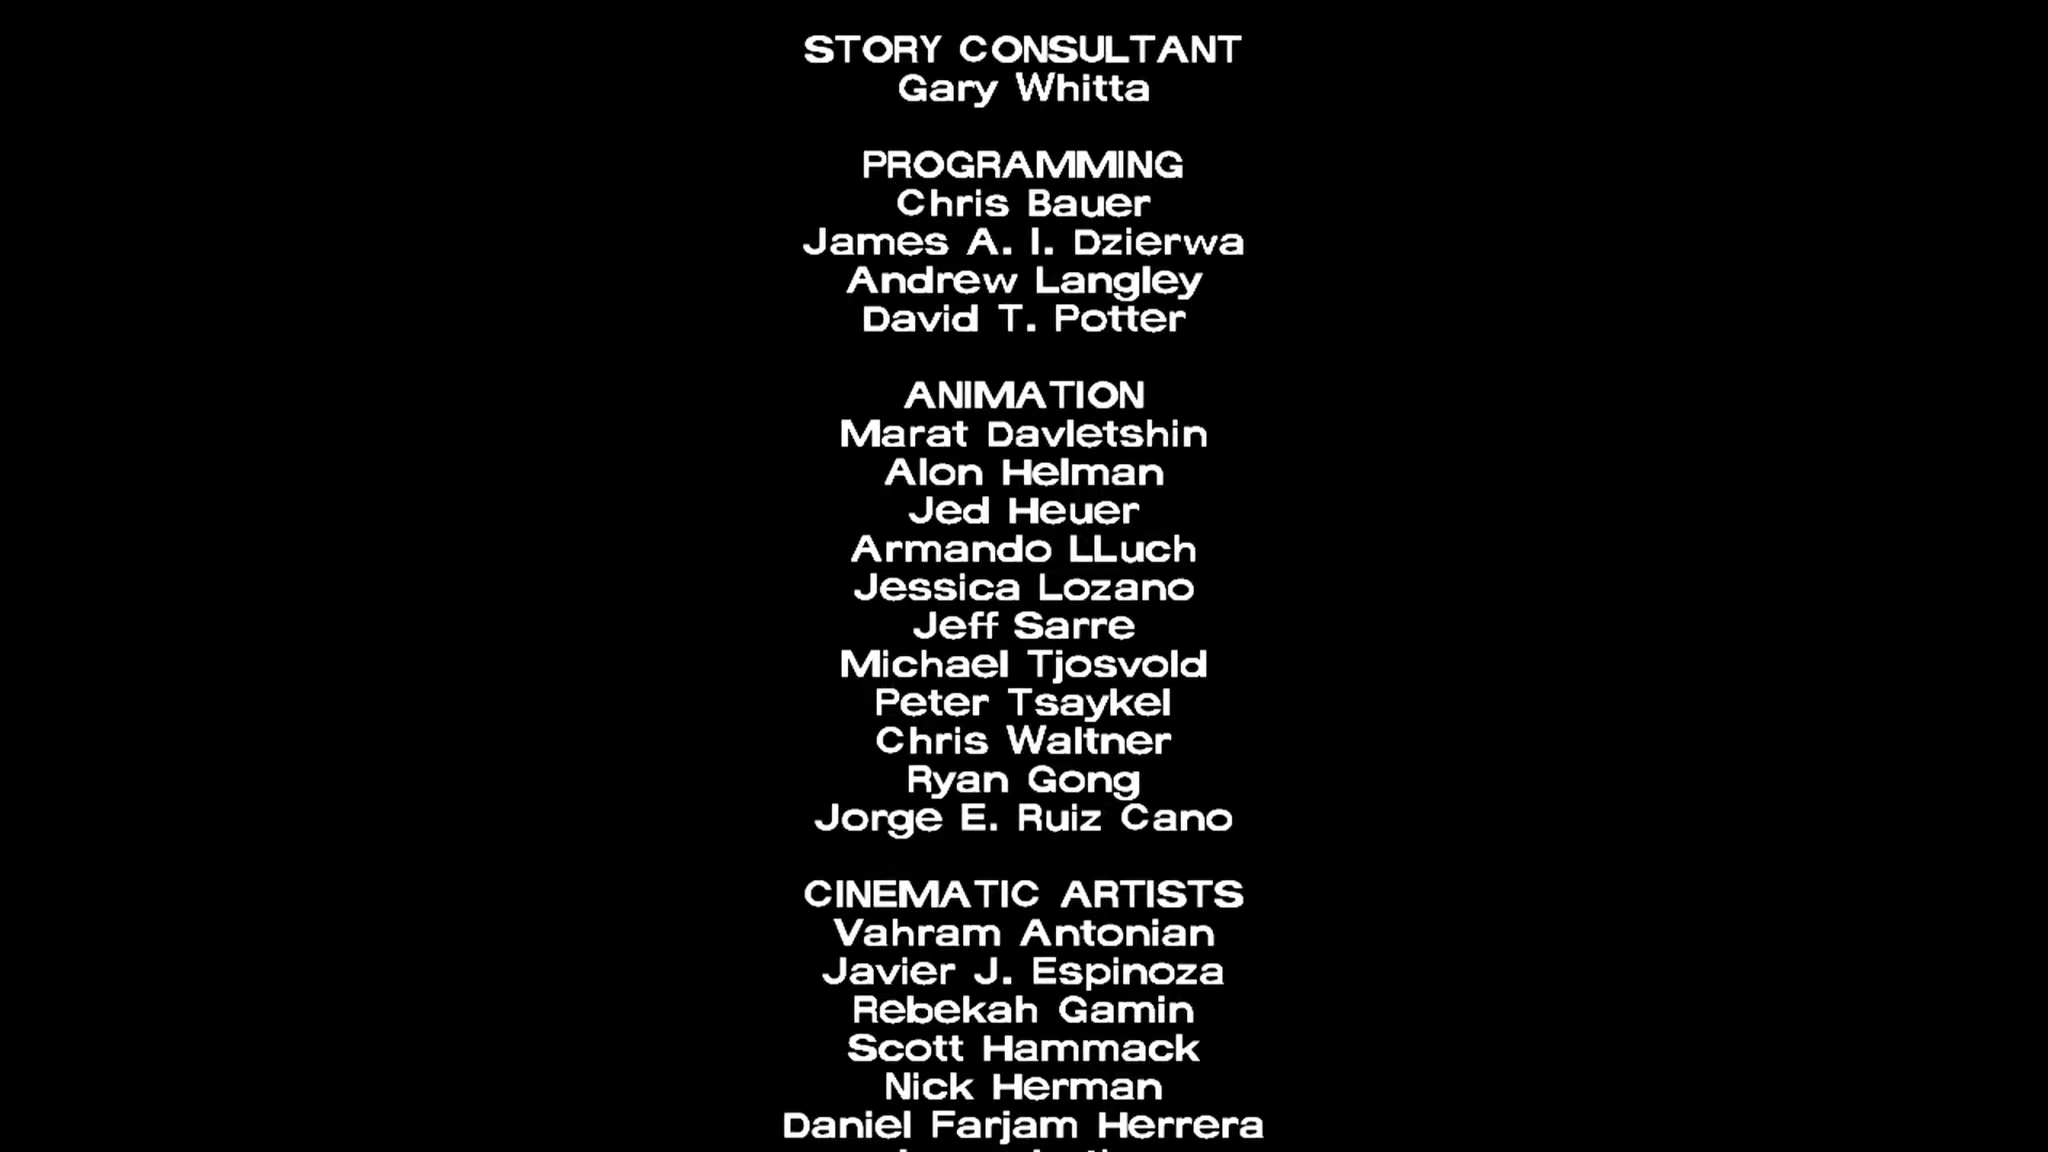 STORY CONSULTANT
Gary Whitta
PROGRAMMING
Chris Bauer
James A. I. Dzierwa
Andrew Langley
David T. Potter
ANIMATION
Marat Davletshin
Alon Helman
Jed Heuer
Armando LLuch
Jessica Lozano
Jeff Sarre
Michael Tjosvold
Peter Tsaykel
Chris Waltner
Ryan Gong
Jorge E. Ruiz Cano
CINEMATIC ARTISTS
Vahram Antonian
Javier J. Espinoza
Rebekah Gamin
Scott Hammack
Nick Herman
Daniel Farjam Herrera